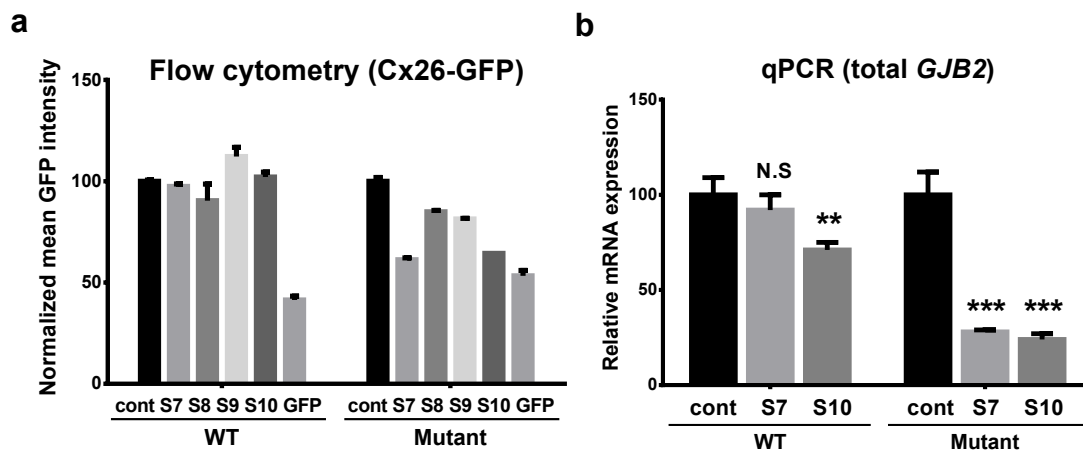 a
Flow cytometry (Cx26-GFP)
Normalized mean GFP intensity
150
100
50
0
cont S7 S8 S9 S10 GFP
cont S7 S8 S9 S10 GFP
WT
Mutant
b
qPCR (total GJB2)
Relative mRNA expression
150
100
50
0
N.S
**
***
***
cont S7 S10
cont S7 S10
WT
Mutant